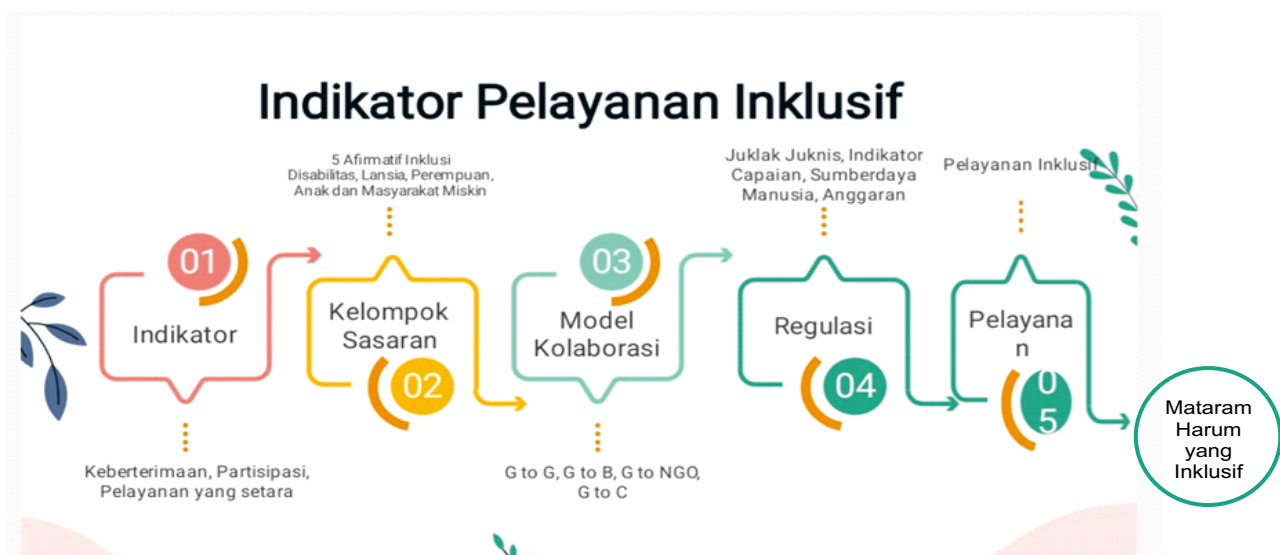 Indikator Pelayanan Inklusif
5 Afirmatif Inklusi
Disabilitas, Lansia, Perempuan,
Anak dan Masyarakat Miskin
Juklak Juknis, Indikator
Capaian, Sumberdaya
Manusia, Anggaran
Pelayanan Inklusif
01
Indikator
Keberterimaan, Partisipasi,
Pelayanan yang setara
Kelompok
Sasaran
02
03
Model
Kolaborasi
G to G, G to B, G to NGO,
G to C
Regulasi
04
Pelayana
n
0
5
Mataram
Harum
yang
Inklusif